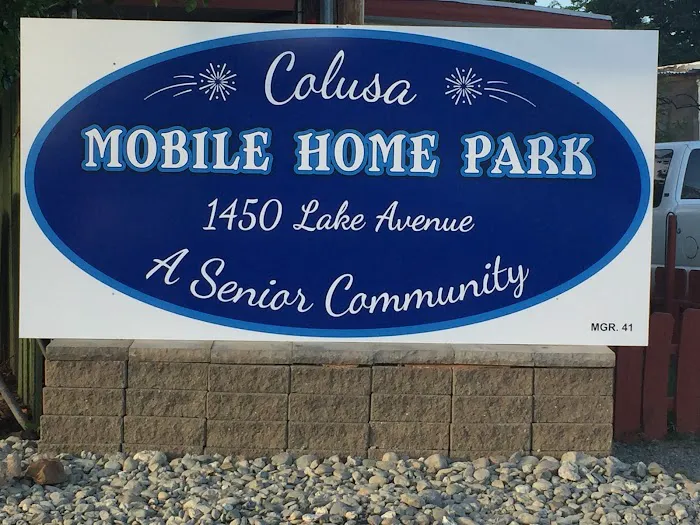 Colusa
MOBILE HOME PARK
1450 Lake Avenue
A Senior Community
MGR. 41